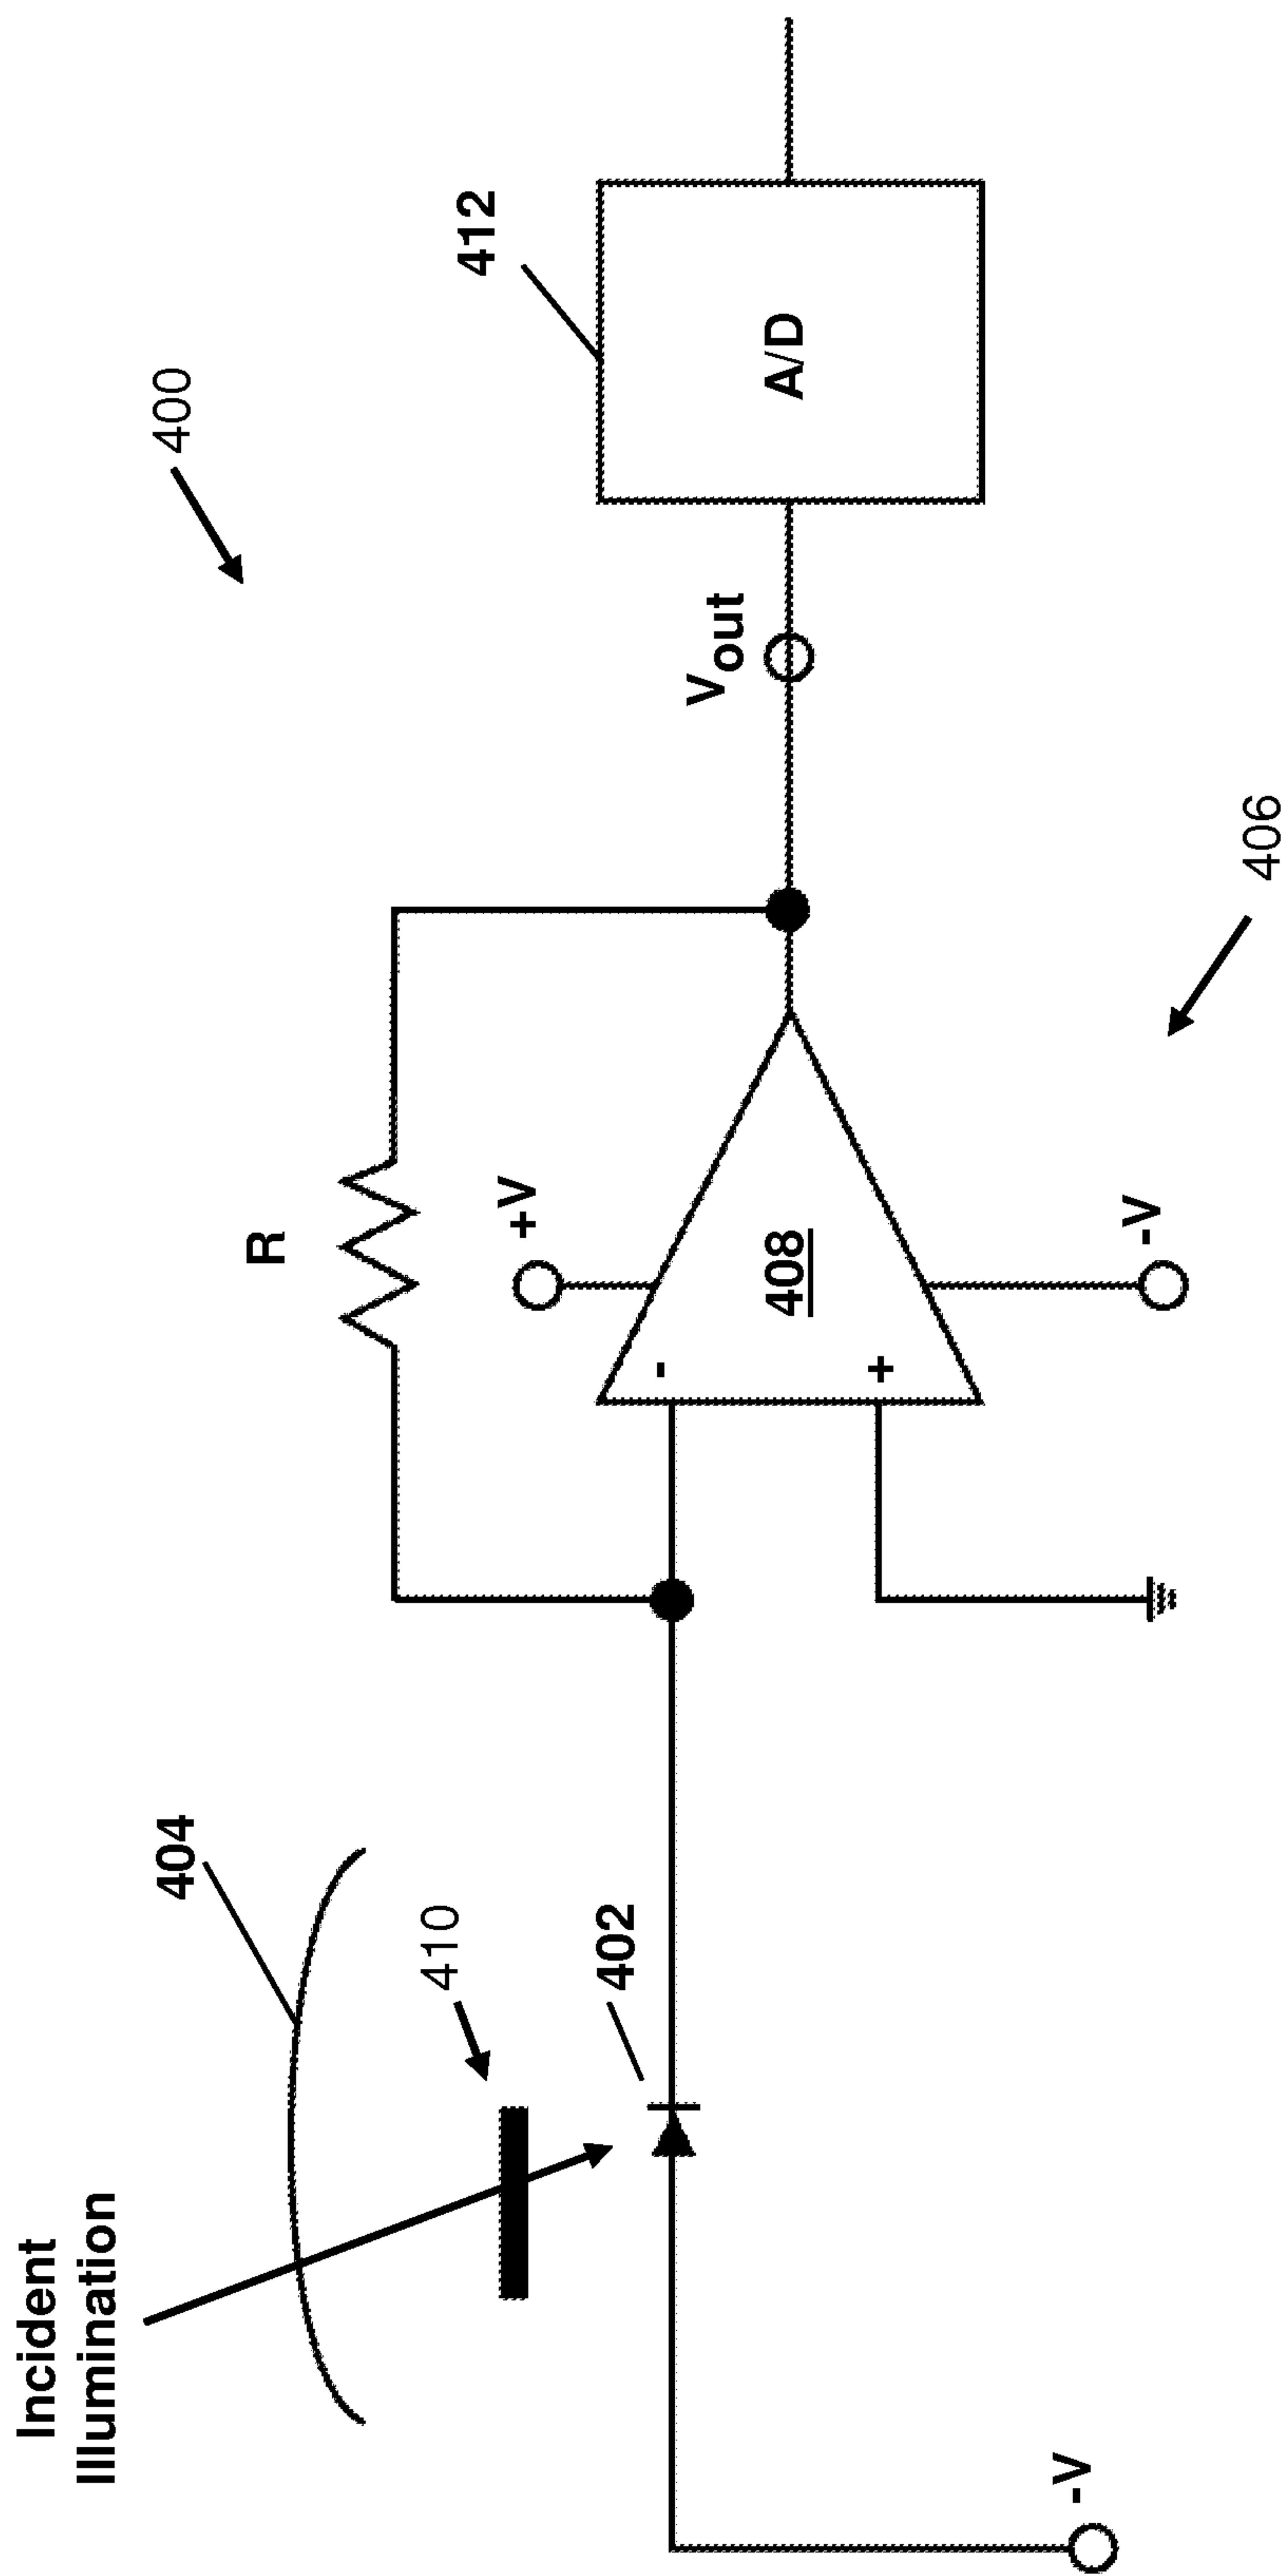 Incident
Illumination
404
410
402
-V
R
+V
-
+
408
-V
406
400
Vout
412
A/D